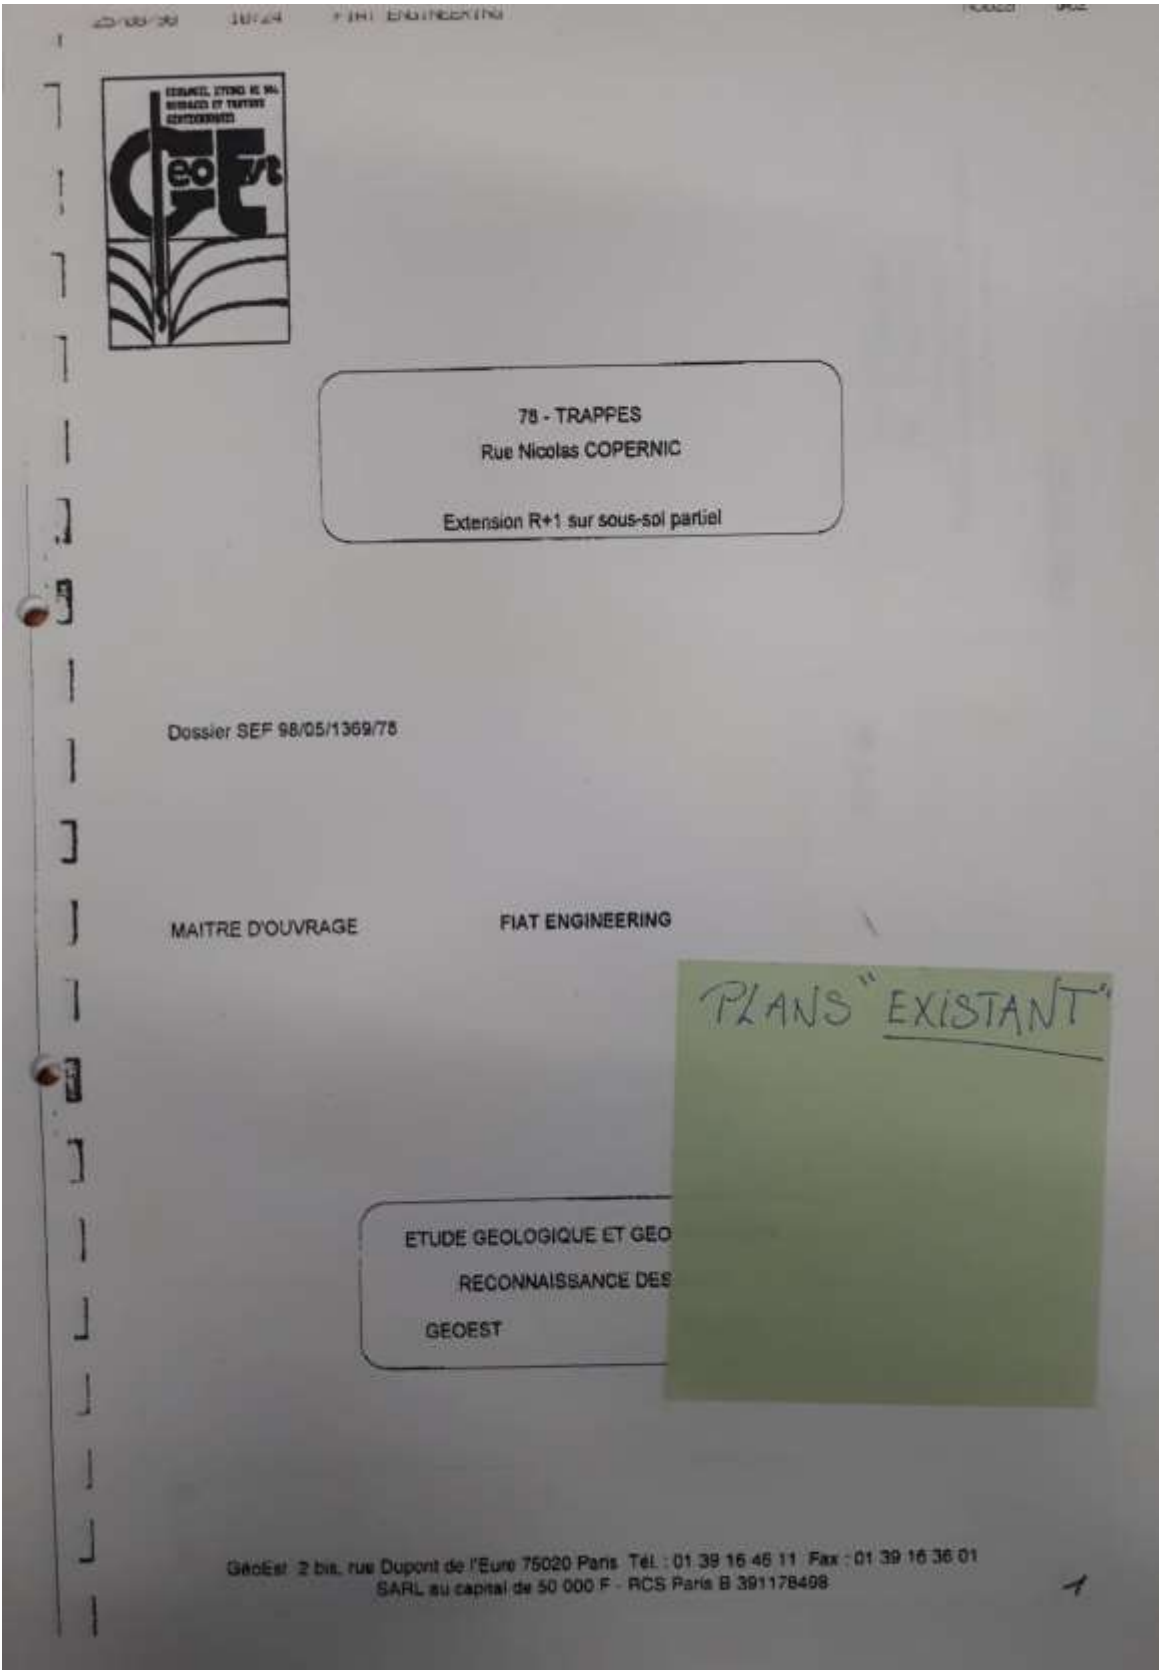 FIAT ENGINEERING
GEOEst
78 - TRAPPES
Rue Nicolas COPERNIC
Extension R+1 sur sous-sol partiel
Dossier SEF 98/05/1369/78
MAITRE D'OUVRAGE FIAT ENGINEERING
PLANS "EXISTANT"
ETUDE GEOLOGIQUE ET GEO
RECONNAISSANCE DES
GEOEST
GéoEst 2 bis, rue Dupont de l'Eure 75020 Paris Tél. : 01 39 16 46 11 Fax : 01 39 16 36 01
SARL au capital de 50 000 F - RCS Paris B 391178498
1